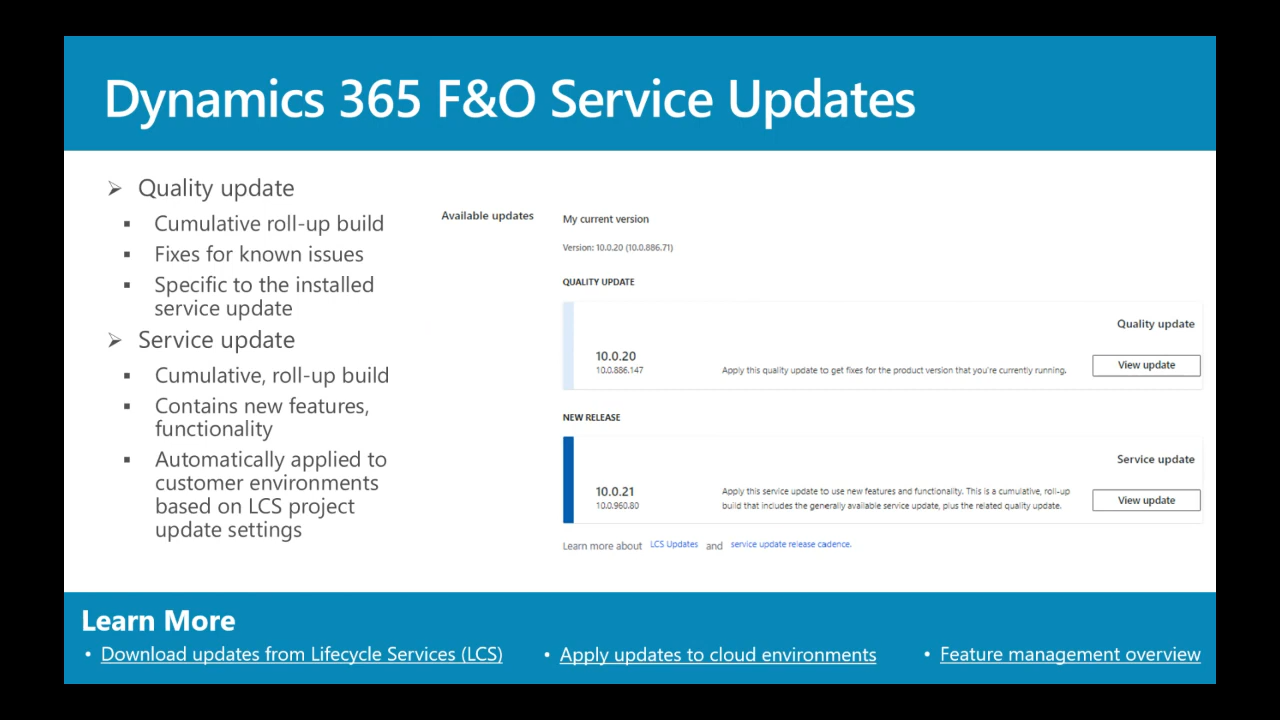 Dynamics 365 F&O Service Updates
➢ Quality update
▪ Cumulative roll-up build
▪ Fixes for known issues
▪ Specific to the installed
service update
➢ Service update
▪ Cumulative, roll-up build
▪ Contains new features,
functionality
▪ Automatically applied to
customer environments
based on LCS project
update settings
Available updates
My current version
Version: 10.0.20 (10.0.886.71)
QUALITY UPDATE
Quality update
10.0.20
10.0.886.147
Apply this quality update to get fixes for the product version that you're currently running.
View update
NEW RELEASE
Service update
10.0.21
10.0.960.80
Apply this service update to use new features and functionality. This is a cumulative, roll-up
build that includes the generally available service update, plus the related quality update.
View update
Learn more about LCS Updates and service update release cadence.
Learn More
• Download updates from Lifecycle Services (LCS)
• Apply updates to cloud environments
• Feature management overview